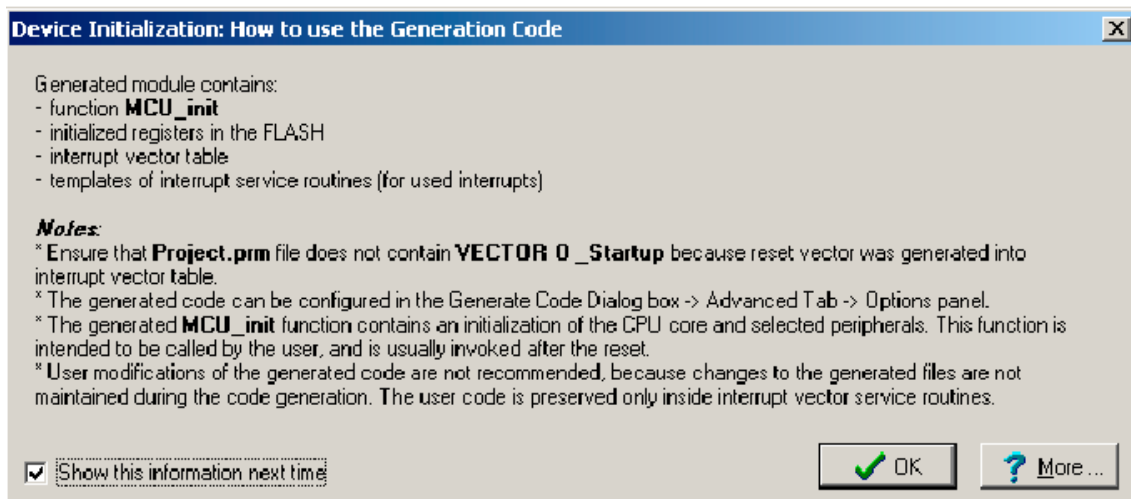 Device Initialization: How to use the Generation Code
Generated module contains:
- function MCU_init
- initialized registers in the FLASH
- interrupt vector table
- templates of interrupt service routines (for used interrupts)
Notes:
* Ensure that Project.prm file does not contain VECTOR 0 _Startup because reset vector was generated into
interrupt vector table.
* The generated code can be configured in the Generate Code Dialog box -> Advanced Tab -> Options panel.
* The generated MCU_init function contains an initialization of the CPU core and selected peripherals. This function is
intended to be called by the user, and is usually invoked after the reset.
* User modifications of the generated code are not recommended, because changes to the generated files are not
maintained during the code generation. The user code is preserved only inside interrupt vector service routines.
Show this information next time
OK
More ...